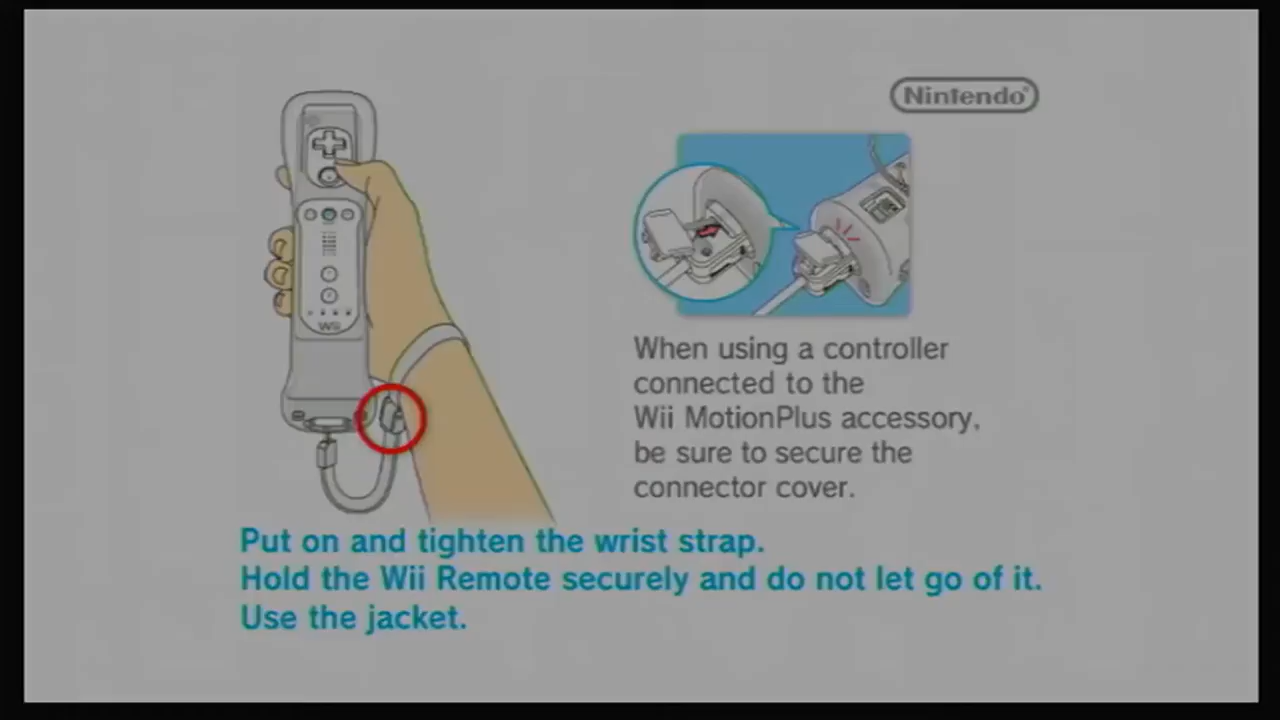 Nintendo®
Wii
When using a controller
connected to the
Wii MotionPlus accessory,
be sure to secure the
connector cover.
Put on and tighten the wrist strap.
Hold the Wii Remote securely and do not let go of it.
Use the jacket.